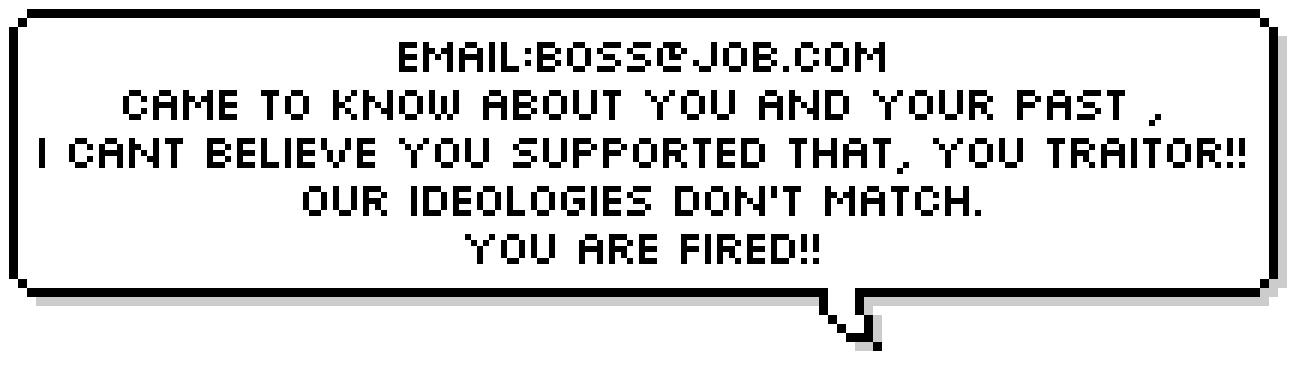 EMAIL:BOSS@JOB.COM
CAME TO KNOW ABOUT YOU AND YOUR PAST ,
I CANT BELIEVE YOU SUPPORTED THAT, YOU TRAITOR!!
OUR IDEOLOGIES DON'T MATCH.
YOU ARE FIRED!!